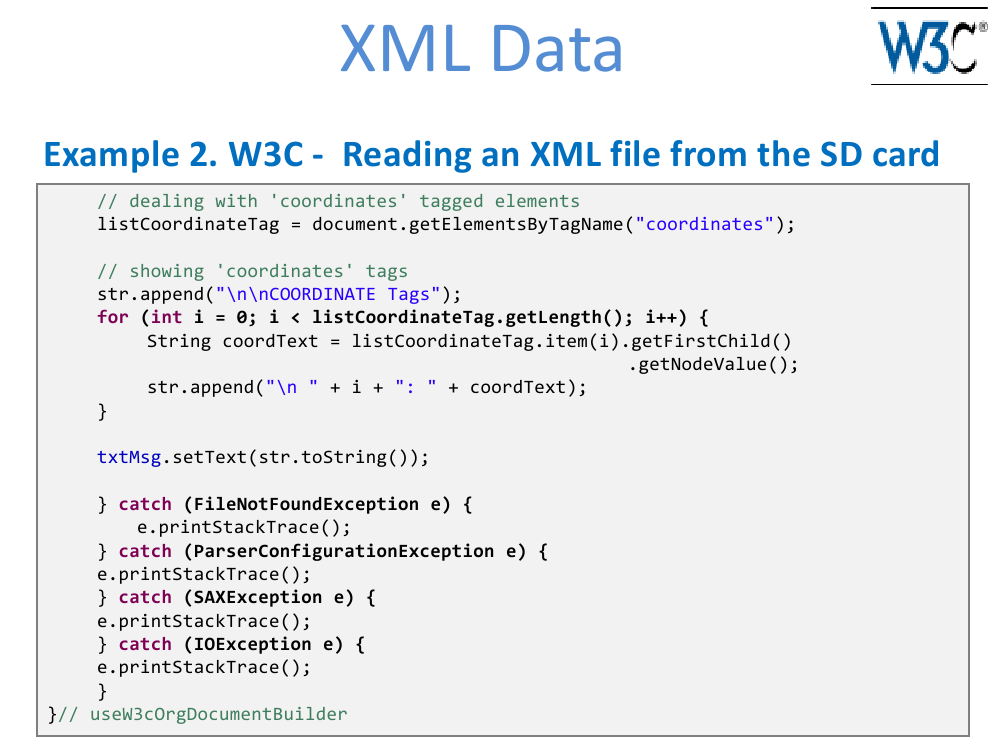 XML Data
W3C®
Example 2. W3C -  Reading an XML file from the SD card
// dealing with 'coordinates' tagged elements
listCoordinateTag = document.getElementsByTagName("coordinates");
// showing 'coordinates' tags
str.append("\n\nCOORDINATE Tags");
for (int i = 0; i < listCoordinateTag.getLength(); i++) {
String coordText = listCoordinateTag.item(i).getFirstChild()
.getNodeValue();
str.append("\n " + i + ": " + coordText);
}
txtMsg.setText(str.toString());
} catch (FileNotFoundException e) {
e.printStackTrace();
} catch (ParserConfigurationException e) {
e.printStackTrace();
} catch (SAXException e) {
e.printStackTrace();
} catch (IOException e) {
e.printStackTrace();
}
}// useW3cOrgDocumentBuilder